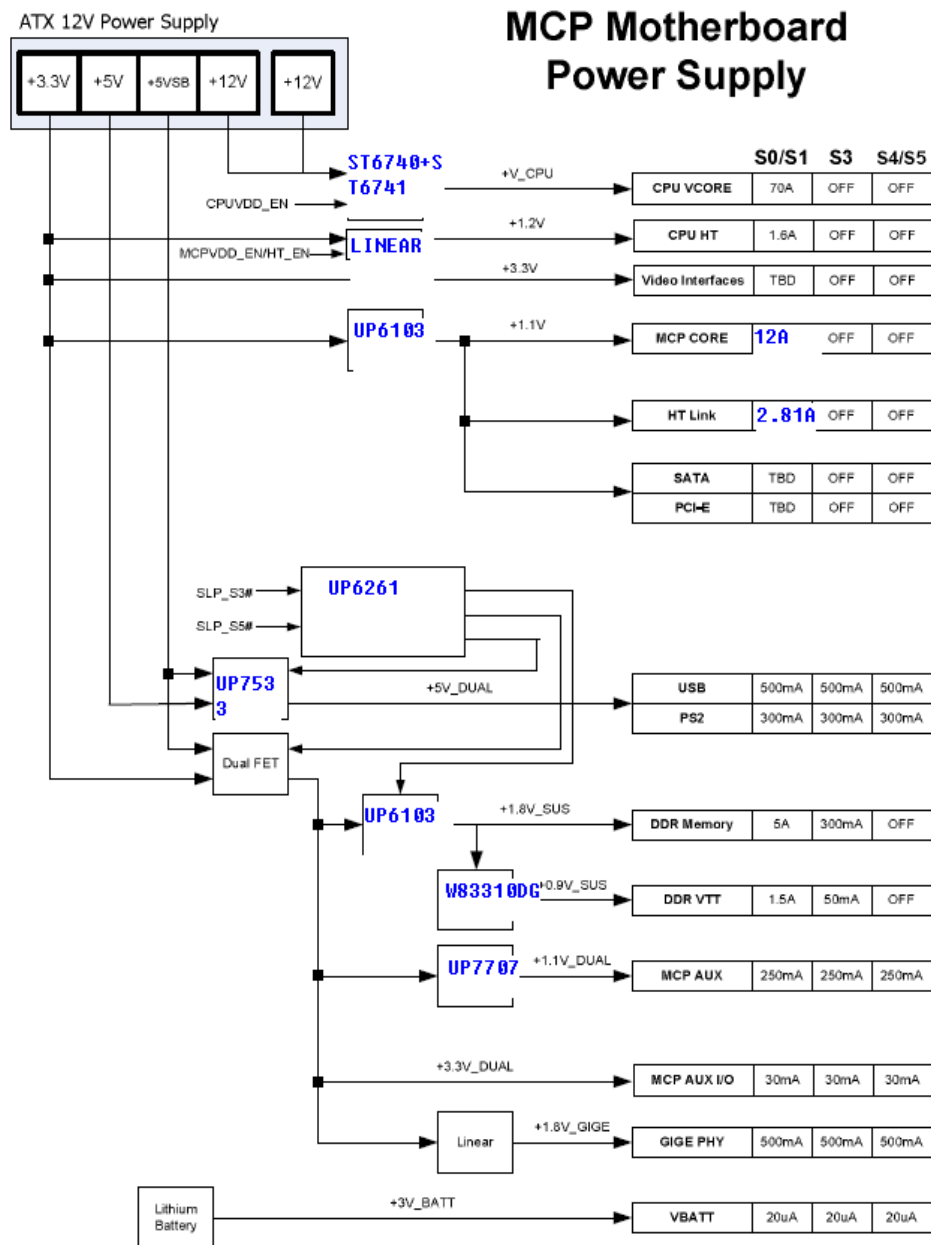 ATX 12V Power Supply
MCP Motherboard
Power Supply
+3.3V +5V +5VSB +12V +12V
S0/S1 S3 S4/S5
ST6740+S
T6741
+V_CPU
CPU VCORE 70A OFF OFF
CPUVDD_EN
+1.2V
LINEAR
CPU HT 1.6A OFF OFF
MCPVDD_EN/HT_EN
+3.3V
Video Interfaces TBD OFF OFF
UP6103
+1.1V
MCP CORE 12A OFF OFF
HT Link 2.81A OFF OFF
SATA TBD OFF OFF
PCI-E TBD OFF OFF
UP6261
SLP_S3#
SLP_S5#
UP753
3
+5V_DUAL
USB 500mA 500mA 500mA
PS2 300mA 300mA 300mA
Dual FET
UP6103
+1.8V_SUS
DDR Memory 5A 300mA OFF
W83310DG
+0.9V_SUS
DDR VTT 1.5A 50mA OFF
UP7707
+1.1V_DUAL
MCP AUX 250mA 250mA 250mA
+3.3V_DUAL
MCP AUX I/O 30mA 30mA 30mA
Linear
+1.8V_GIGE
GIGE PHY 500mA 500mA 500mA
Lithium
Battery
+3V_BATT
VBATT 20uA 20uA 20uA